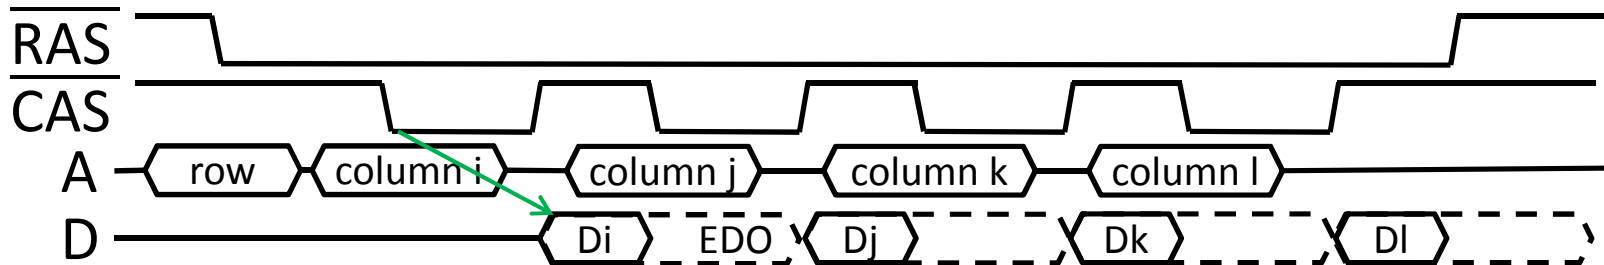 RAS
CAS
A row column i column j column k column l
D Di EDO Dj Dk Dl